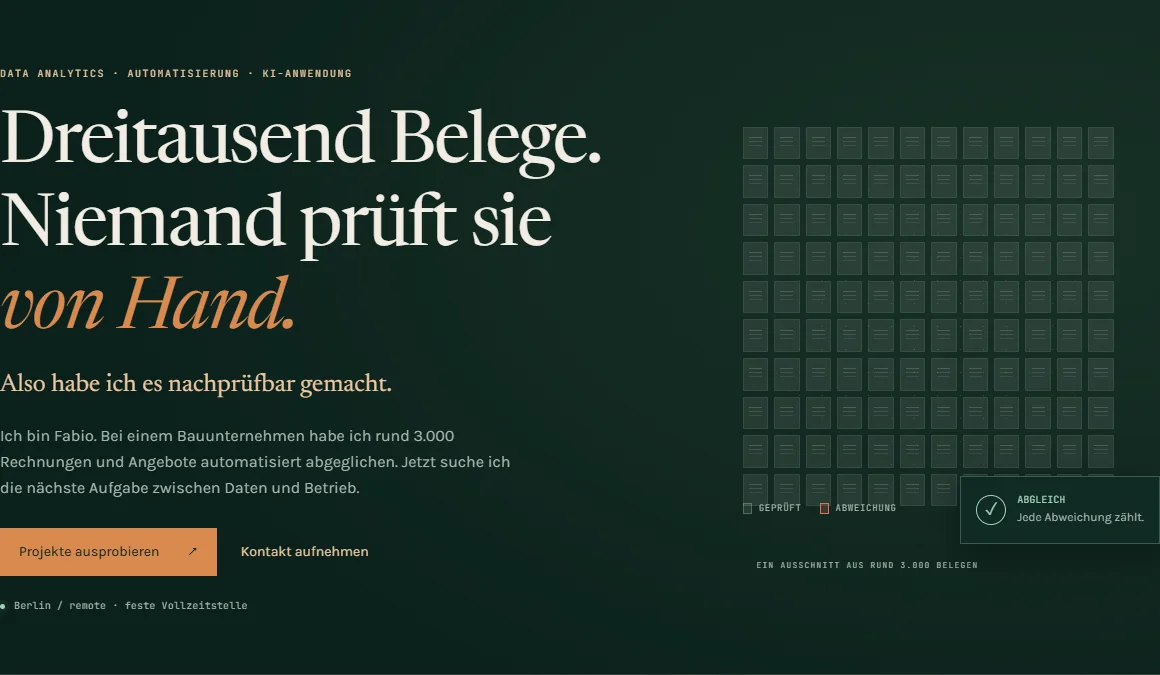 DATA ANALYTICS · AUTOMATISIERUNG · KI-ANWENDUNG
Dreitausend Belege.
Niemand prüft sie
von Hand.
Also habe ich es nachprüfbar gemacht.
Ich bin Fabio. Bei einem Bauunternehmen habe ich rund 3.000
Rechnungen und Angebote automatisiert abgeglichen. Jetzt suche ich
die nächste Aufgabe zwischen Daten und Betrieb.
Projekte ausprobieren ↗
Kontakt aufnehmen
Berlin / remote · feste Vollzeitstelle
GEPRÜFT
ABWEICHUNG
ABGLEICH
Jede Abweichung zählt.
EIN AUSSCHNITT AUS RUND 3.000 BELEGEN